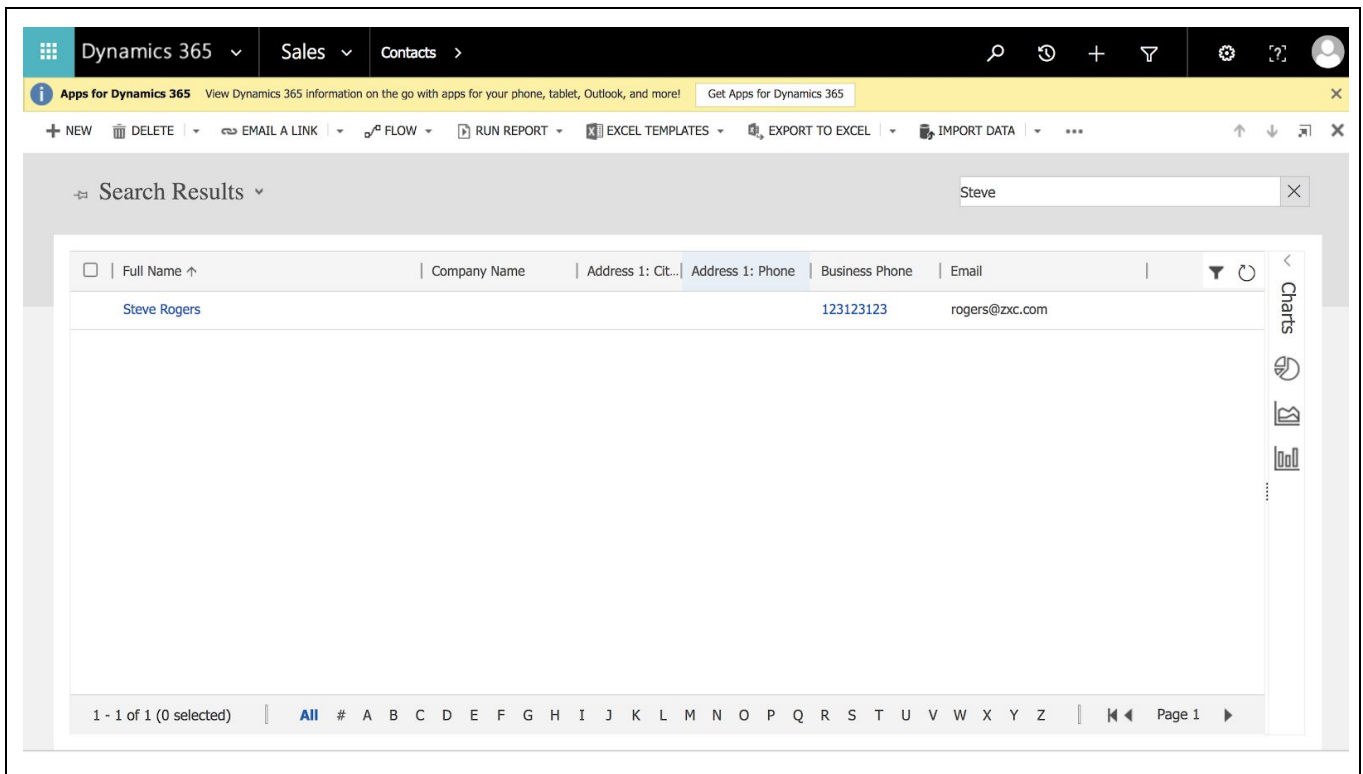 Dynamics 365 Sales Contacts >
Apps for Dynamics 365 View Dynamics 365 information on the go with apps for your phone, tablet, Outlook, and more! Get Apps for Dynamics 365
NEW DELETE EMAIL A LINK FLOW RUN REPORT EXCEL TEMPLATES EXPORT TO EXCEL IMPORT DATA •••
Search Results Steve
Full Name ↑ Company Name Address 1: Cit... Address 1: Phone Business Phone Email
Steve Rogers 123123123 rogers@zxc.com
Charts
1 - 1 of 1 (0 selected) All # A B C D E F G H I J K L M N O P Q R S T U V W X Y Z Page 1